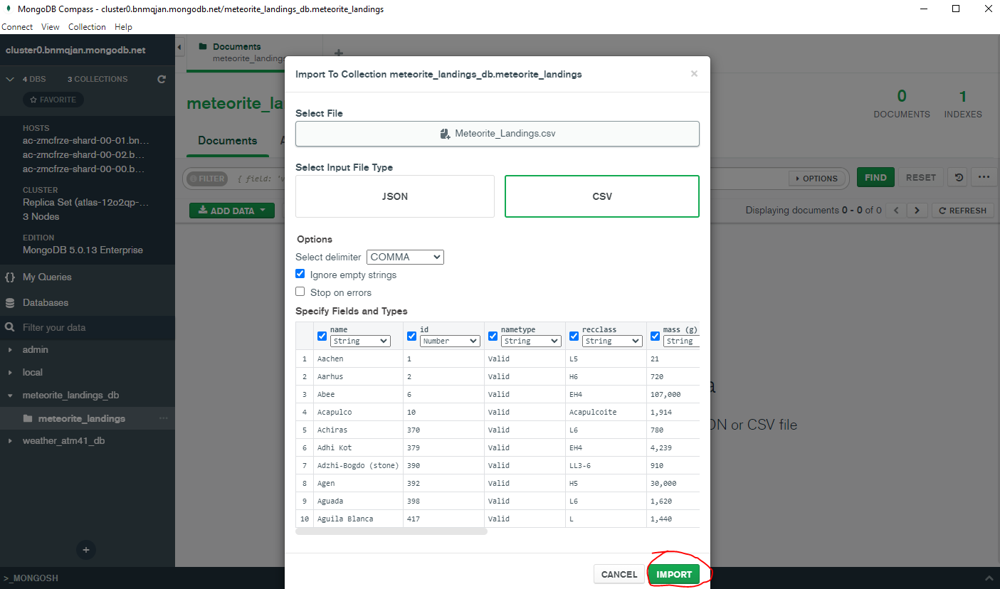 MongoDB Compass - cluster0.bnmqjan.mongodb.net/meteorite_landings_db.meteorite_landings
Connect View Collection Help
cluster0.bnmqjan.mongodb.net
4 DBS 3 COLLECTIONS
FAVORITE
HOSTS
ac-zmcfrze-shard-00-01.bn...
ac-zmcfrze-shard-00-02.b...
ac-zmcfrze-shard-00-00.b...
CLUSTER
Replica Set (atlas-12o2qp-...
3 Nodes
EDITION
MongoDB 5.0.13 Enterprise
My Queries
Databases
Filter your data
admin
local
meteorite_landings_db
meteorite_landings
weather_atm41_db
>_MONGOSH
Documents
meteorite_landings
meteorite_la
0 DOCUMENTS
1 INDEXES
Documents A
FILTER { field: 'v
OPTIONS FIND RESET
ADD DATA
Displaying documents 0 - 0 of 0 REFRESH
a
ON or CSV file
Import To Collection meteorite_landings_db.meteorite_landings
Select File
Meteorite_Landings.csv
Select Input File Type
JSON CSV
Options
Select delimiter COMMA
Ignore empty strings
Stop on errors
Specify Fields and Types
name id nametype recclass mass (g)
String Number String String String
1 Aachen 1 Valid L5 21
2 Aarhus 2 Valid H6 720
3 Abee 6 Valid EH4 107,000
4 Acapulco 10 Valid Acapulcoite 1,914
5 Achiras 370 Valid L6 780
6 Adhi Kot 379 Valid EH4 4,239
7 Adzhi-Bogdo (stone) 390 Valid LL3-6 910
8 Agen 392 Valid H5 30,000
9 Aguada 398 Valid L6 1,620
10 Aguila Blanca 417 Valid L 1,440
CANCEL IMPORT